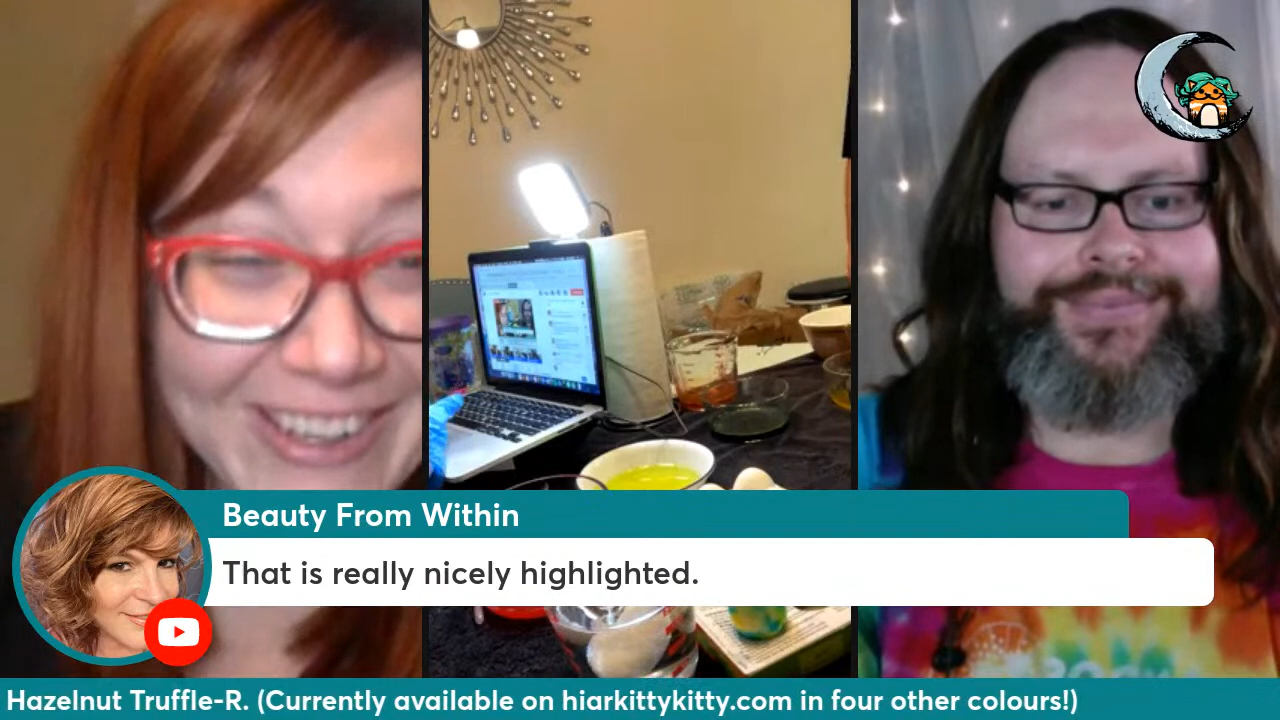 Beauty From Within
That is really nicely highlighted.
Hazelnut Truffle-R. (Currently available on hiarkittykitty.com in four other colours!)